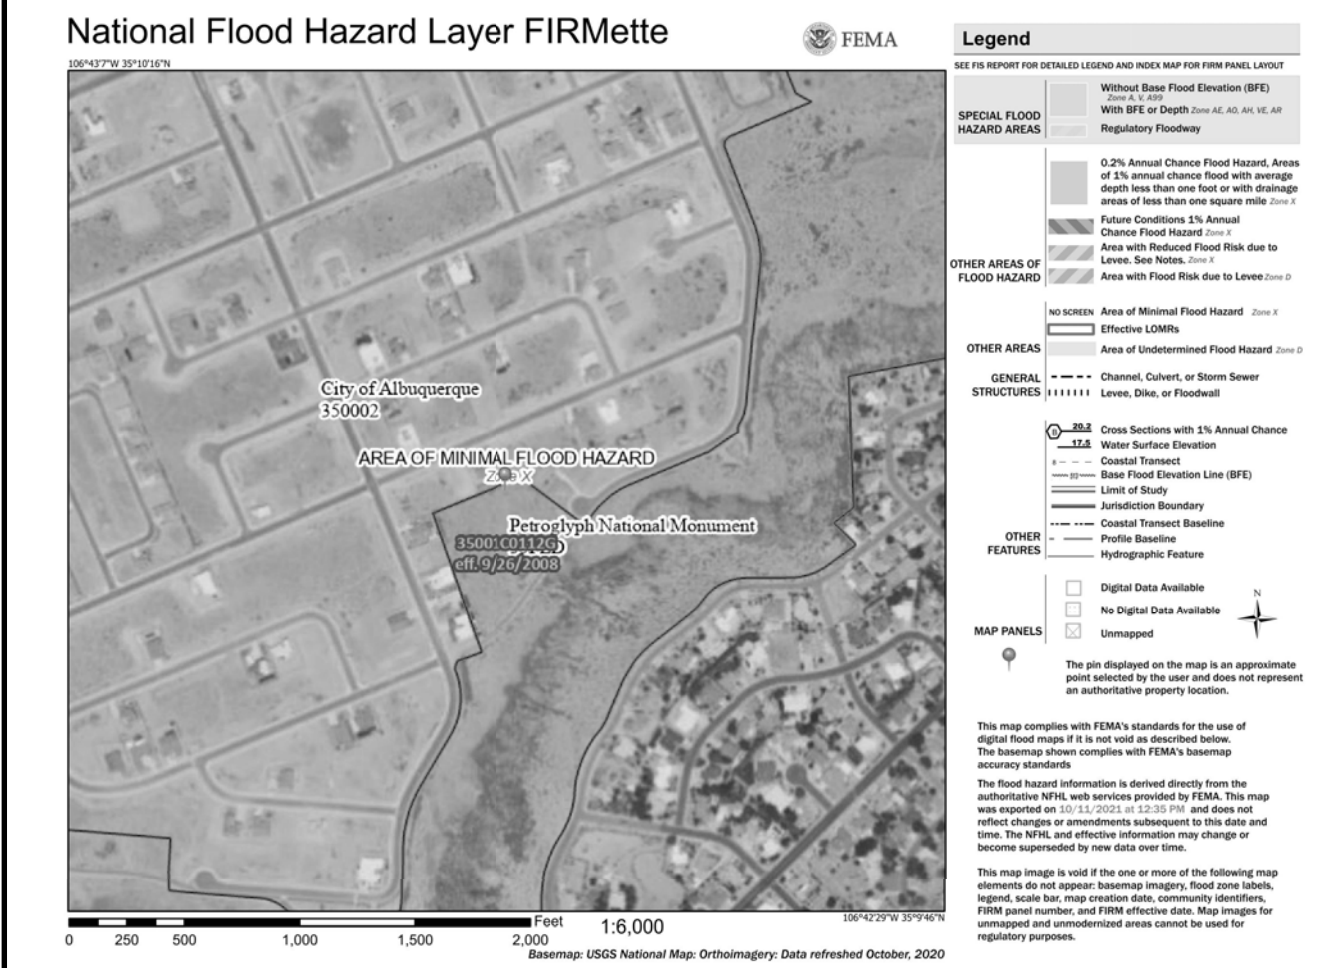 National Flood Hazard Layer FIRMette
FEMA
106°43'7"W 35°10'16"N
City of Albuquerque
350002
AREA OF MINIMAL FLOOD HAZARD
Zone X
Petroglyph National Monument
35001C0112G
eff. 9/26/2008
0 250 500 1,000 1,500 2,000
Feet
1:6,000
106°42'29"W 35°9'46"N
Basemap: USGS National Map: Orthoimagery: Data refreshed October, 2020
Legend
SEE FIS REPORT FOR DETAILED LEGEND AND INDEX MAP FOR FIRM PANEL LAYOUT
SPECIAL FLOOD
HAZARD AREAS
Without Base Flood Elevation (BFE)
Zone A, V, A99
With BFE or Depth Zone AE, AO, AH, VE, AR
Regulatory Floodway
0.2% Annual Chance Flood Hazard, Areas
of 1% annual chance flood with average
depth less than one foot or with drainage
areas of less than one square mile Zone X
Future Conditions 1% Annual
Chance Flood Hazard Zone X
Area with Reduced Flood Risk due to
Levee. See Notes. Zone X
Area with Flood Risk due to Levee Zone D
OTHER AREAS OF
FLOOD HAZARD
NO SCREEN Area of Minimal Flood Hazard Zone X
Effective LOMRs
OTHER AREAS
Area of Undetermined Flood Hazard Zone D
GENERAL
STRUCTURES
Channel, Culvert, or Storm Sewer
Levee, Dike, or Floodwall
B 20.2 Cross Sections with 1% Annual Chance
17.5 Water Surface Elevation
8 Coastal Transect
Base Flood Elevation Line (BFE)
Limit of Study
Jurisdiction Boundary
Coastal Transect Baseline
OTHER
FEATURES
Profile Baseline
Hydrographic Feature
Digital Data Available
No Digital Data Available
N
MAP PANELS
Unmapped
The pin displayed on the map is an approximate
point selected by the user and does not represent
an authoritative property location.
This map complies with FEMA's standards for the use of
digital flood maps if it is not void as described below.
The basemap shown complies with FEMA's basemap
accuracy standards
The flood hazard information is derived directly from the
authoritative NFHL web services provided by FEMA. This map
was exported on 10/11/2021 at 12:35 PM and does not
reflect changes or amendments subsequent to this date and
time. The NFHL and effective information may change or
become superseded by new data over time.
This map image is void if the one or more of the following map
elements do not appear: basemap imagery, flood zone labels,
legend, scale bar, map creation date, community identifiers,
FIRM panel number, and FIRM effective date. Map images for
unmapped and unmodernized areas cannot be used for
regulatory purposes.